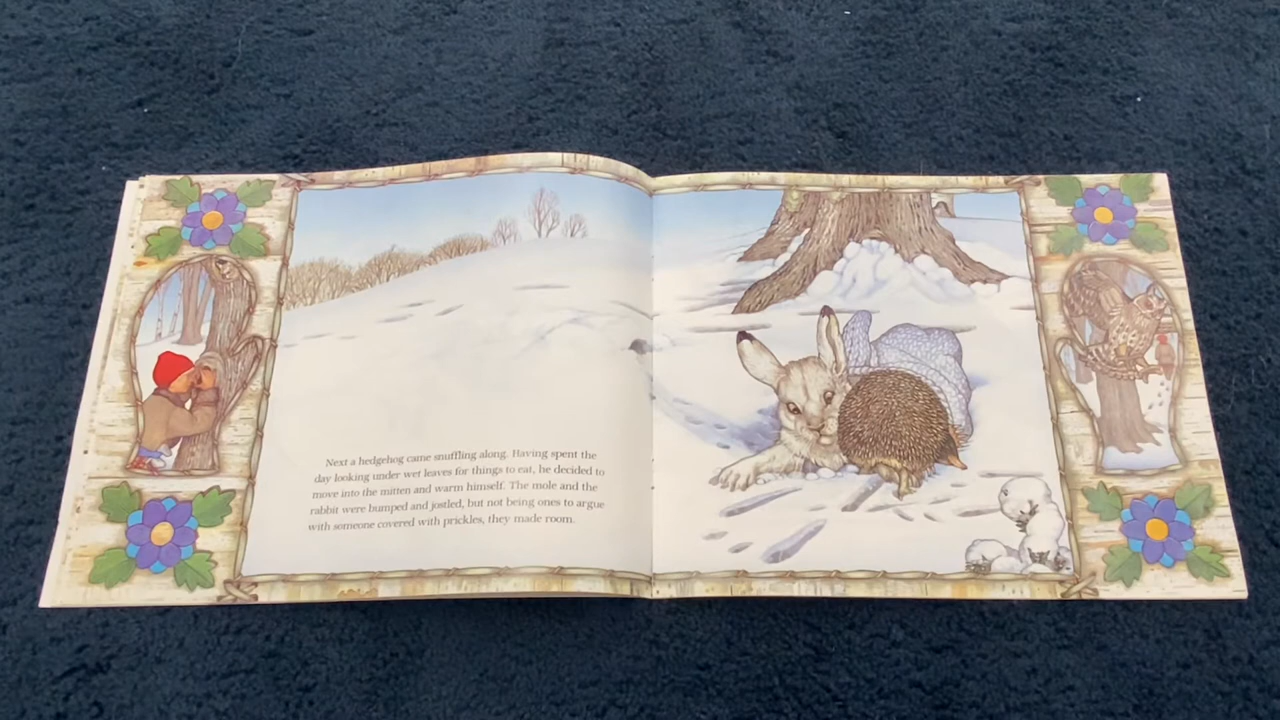 Next a hedgehog came snuffling along. Having spent the
day looking under wet leaves for things to eat, he decided to
move into the mitten and warm himself. The mole and the
rabbit were bumped and jostled, but not being ones to argue
with someone covered with prickles, they made room.